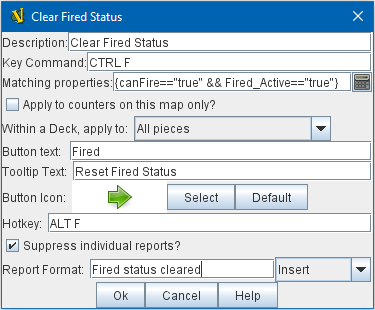 Clear Fired Status
Description: Clear Fired Status
Key Command: CTRL F
Matching properties: {canFire=="true" && Fired_Active=="true"}
Apply to counters on this map only?
Within a Deck, apply to: All pieces
Button text: Fired
Tooltip Text: Reset Fired Status
Button Icon: Select Default
Hotkey: ALT F
Suppress individual reports?
Report Format: Fired status cleared Insert
Ok Cancel Help